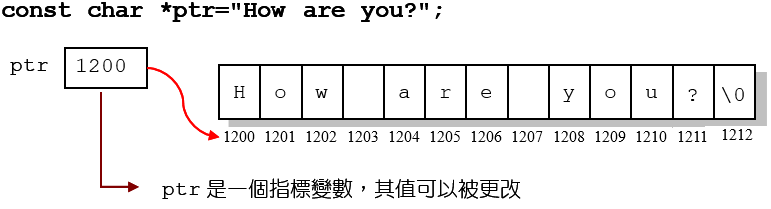 const char *ptr="How are you?";
ptr 1200
H o w a r e y o u ? \0
1200 1201 1202 1203 1204 1205 1206 1207 1208 1209 1210 1211 1212
ptr 是一個指標變數，其值可以被更改